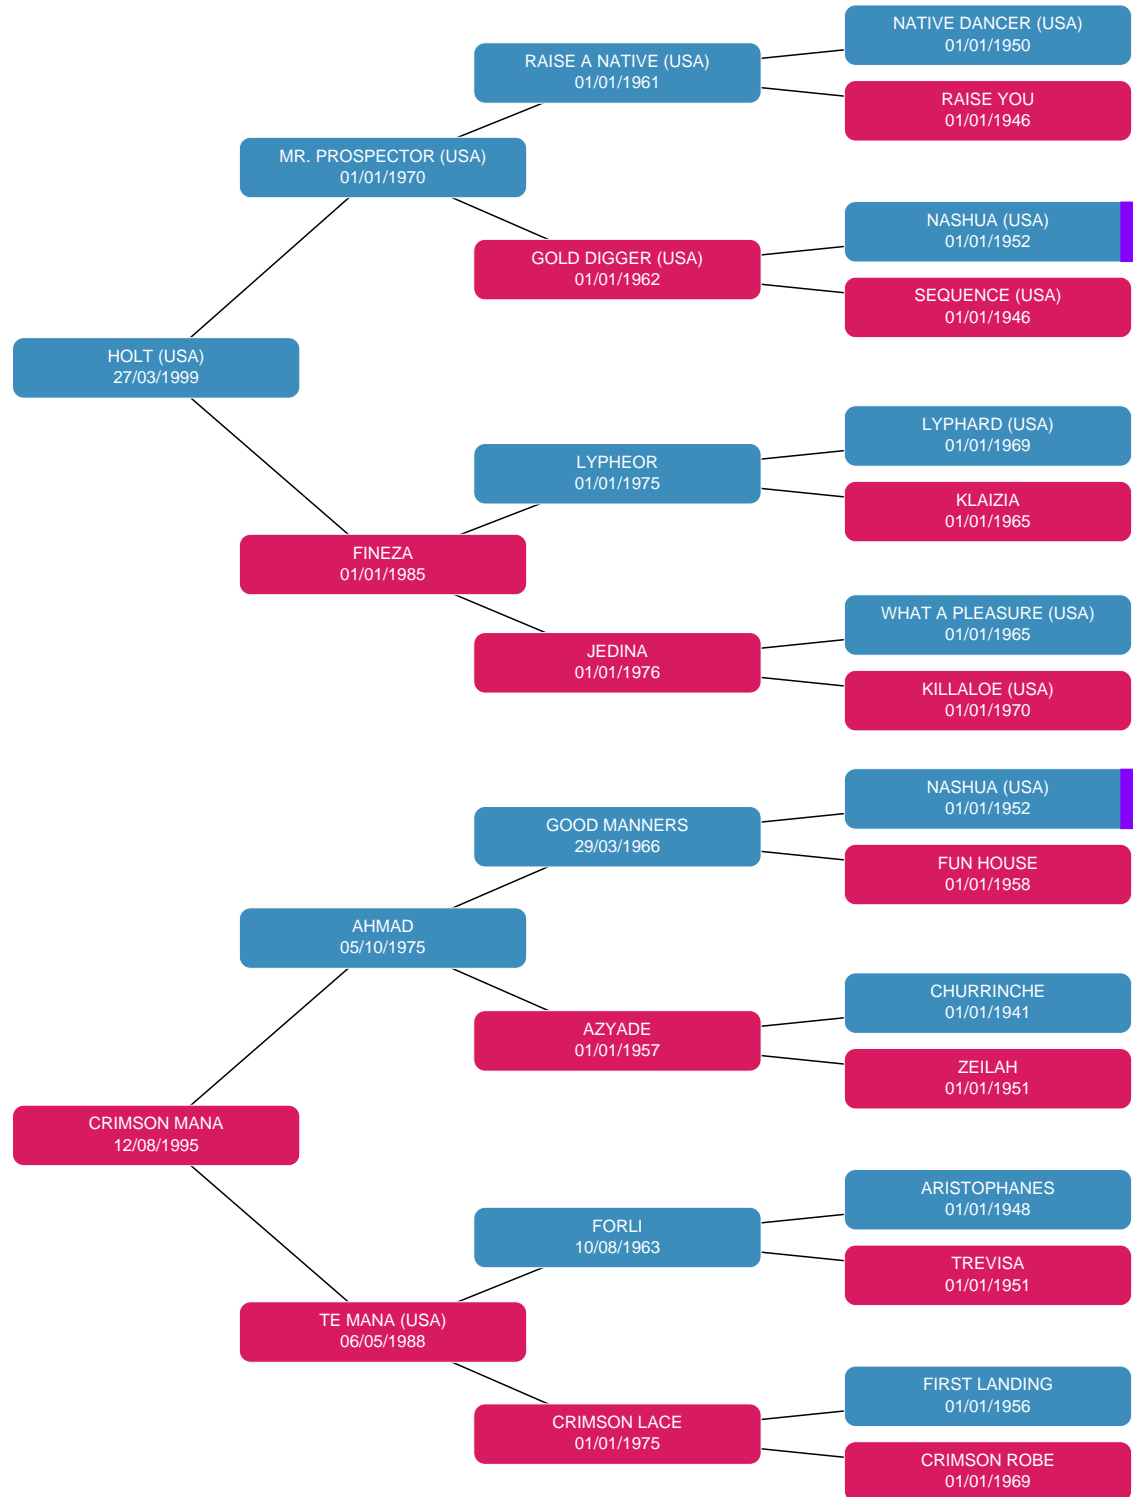 NATIVE DANCER (USA)
01/01/1950
RAISE A NATIVE (USA)
01/01/1961
RAISE YOU
01/01/1946
MR. PROSPECTOR (USA)
01/01/1970
NASHUA (USA)
01/01/1952
GOLD DIGGER (USA)
01/01/1962
SEQUENCE (USA)
01/01/1946
HOLT (USA)
27/03/1999
LYPHARD (USA)
01/01/1969
LYPHEOR
01/01/1975
KLAIZIA
01/01/1965
FINEZA
01/01/1985
WHAT A PLEASURE (USA)
01/01/1965
JEDINA
01/01/1976
KILLALOE (USA)
01/01/1970
NASHUA (USA)
01/01/1952
GOOD MANNERS
29/03/1966
FUN HOUSE
01/01/1958
AHMAD
05/10/1975
CHURRINCHE
01/01/1941
AZYADE
01/01/1957
ZEILAH
01/01/1951
CRIMSON MANA
12/08/1995
ARISTOPHANES
01/01/1948
FORLI
10/08/1963
TREVISA
01/01/1951
TE MANA (USA)
06/05/1988
FIRST LANDING
01/01/1956
CRIMSON LACE
01/01/1975
CRIMSON ROBE
01/01/1969